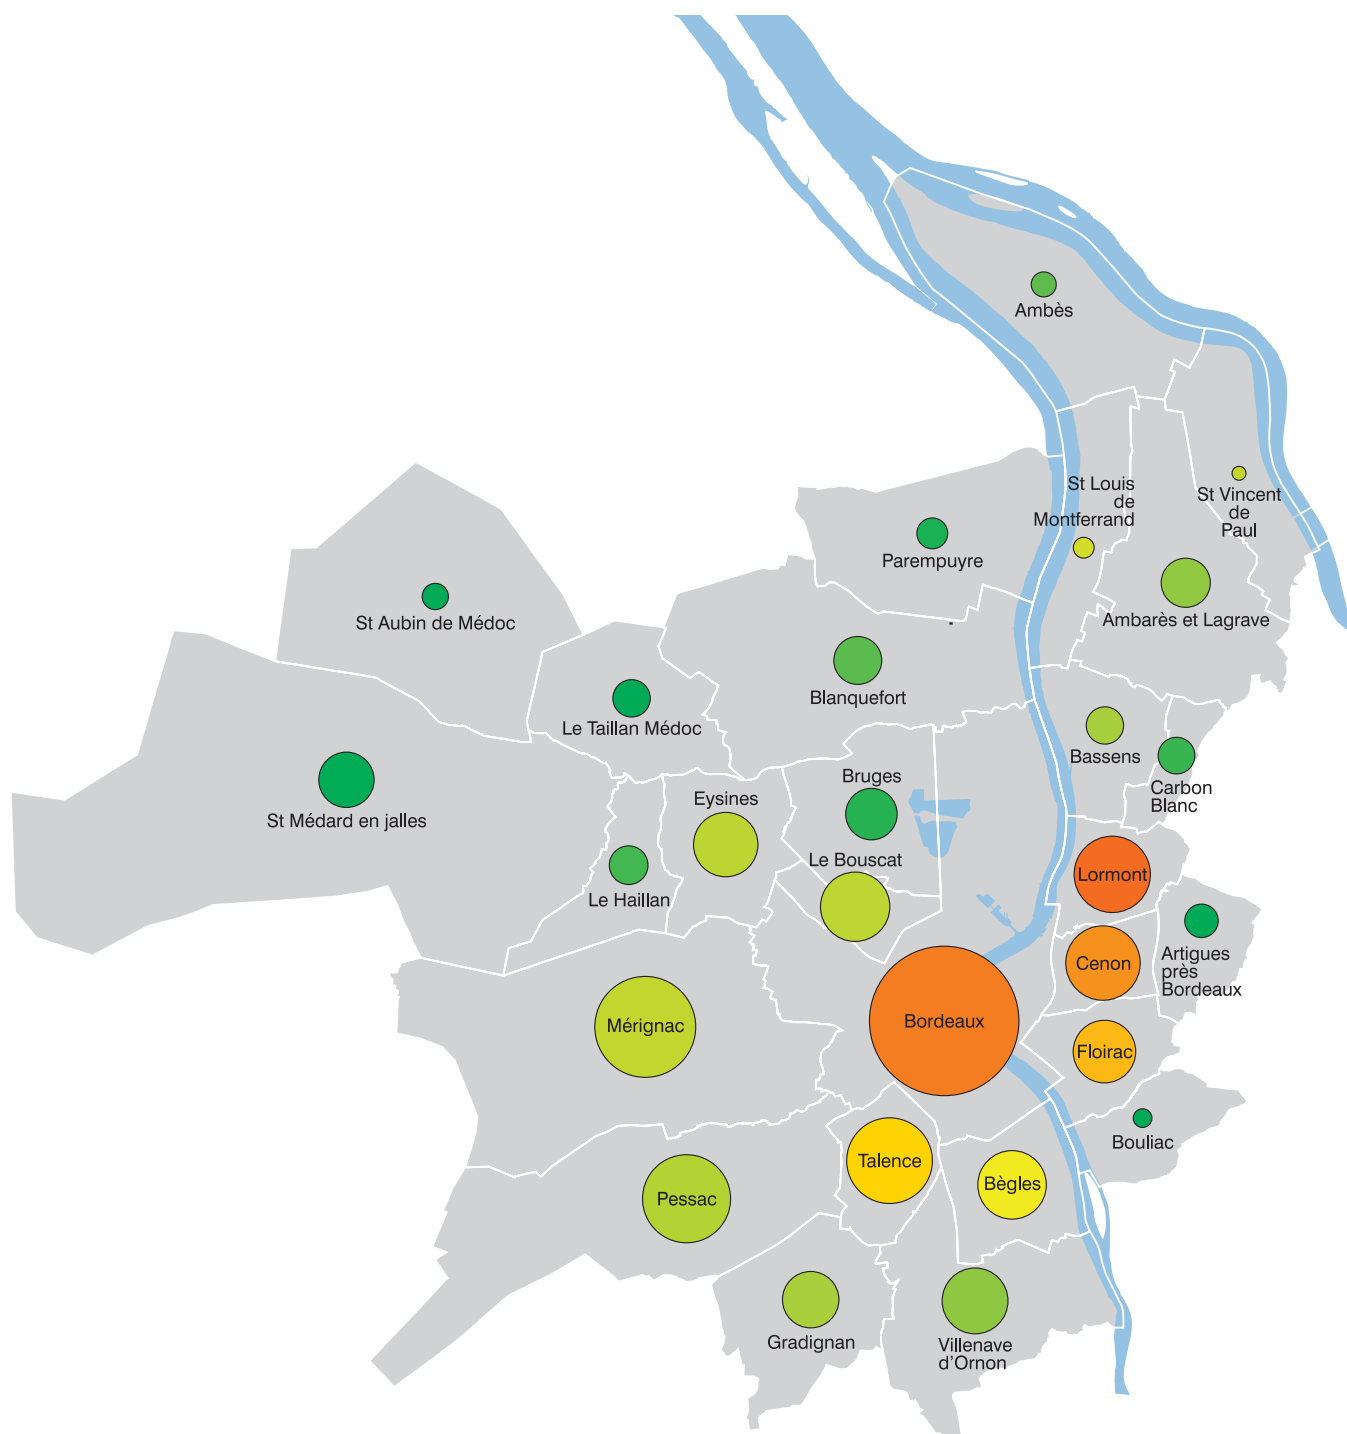 Ambès
St Louis
de
Montferrand
St Vincent
de
Paul
Parempuyre
St Aubin de Médoc
Ambarès et Lagrave
Blanquefort
Le Taillan Médoc
Bassens
Carbon
Blanc
Bruges
Eysines
St Médard en jalles
Le Bouscat
Le Haillan
Lormont
Cenon
Artigues
près
Bordeaux
Mérignac
Bordeaux
Floirac
Bouliac
Talence
Bègles
Pessac
Gradignan
Villenave
d'Ornon